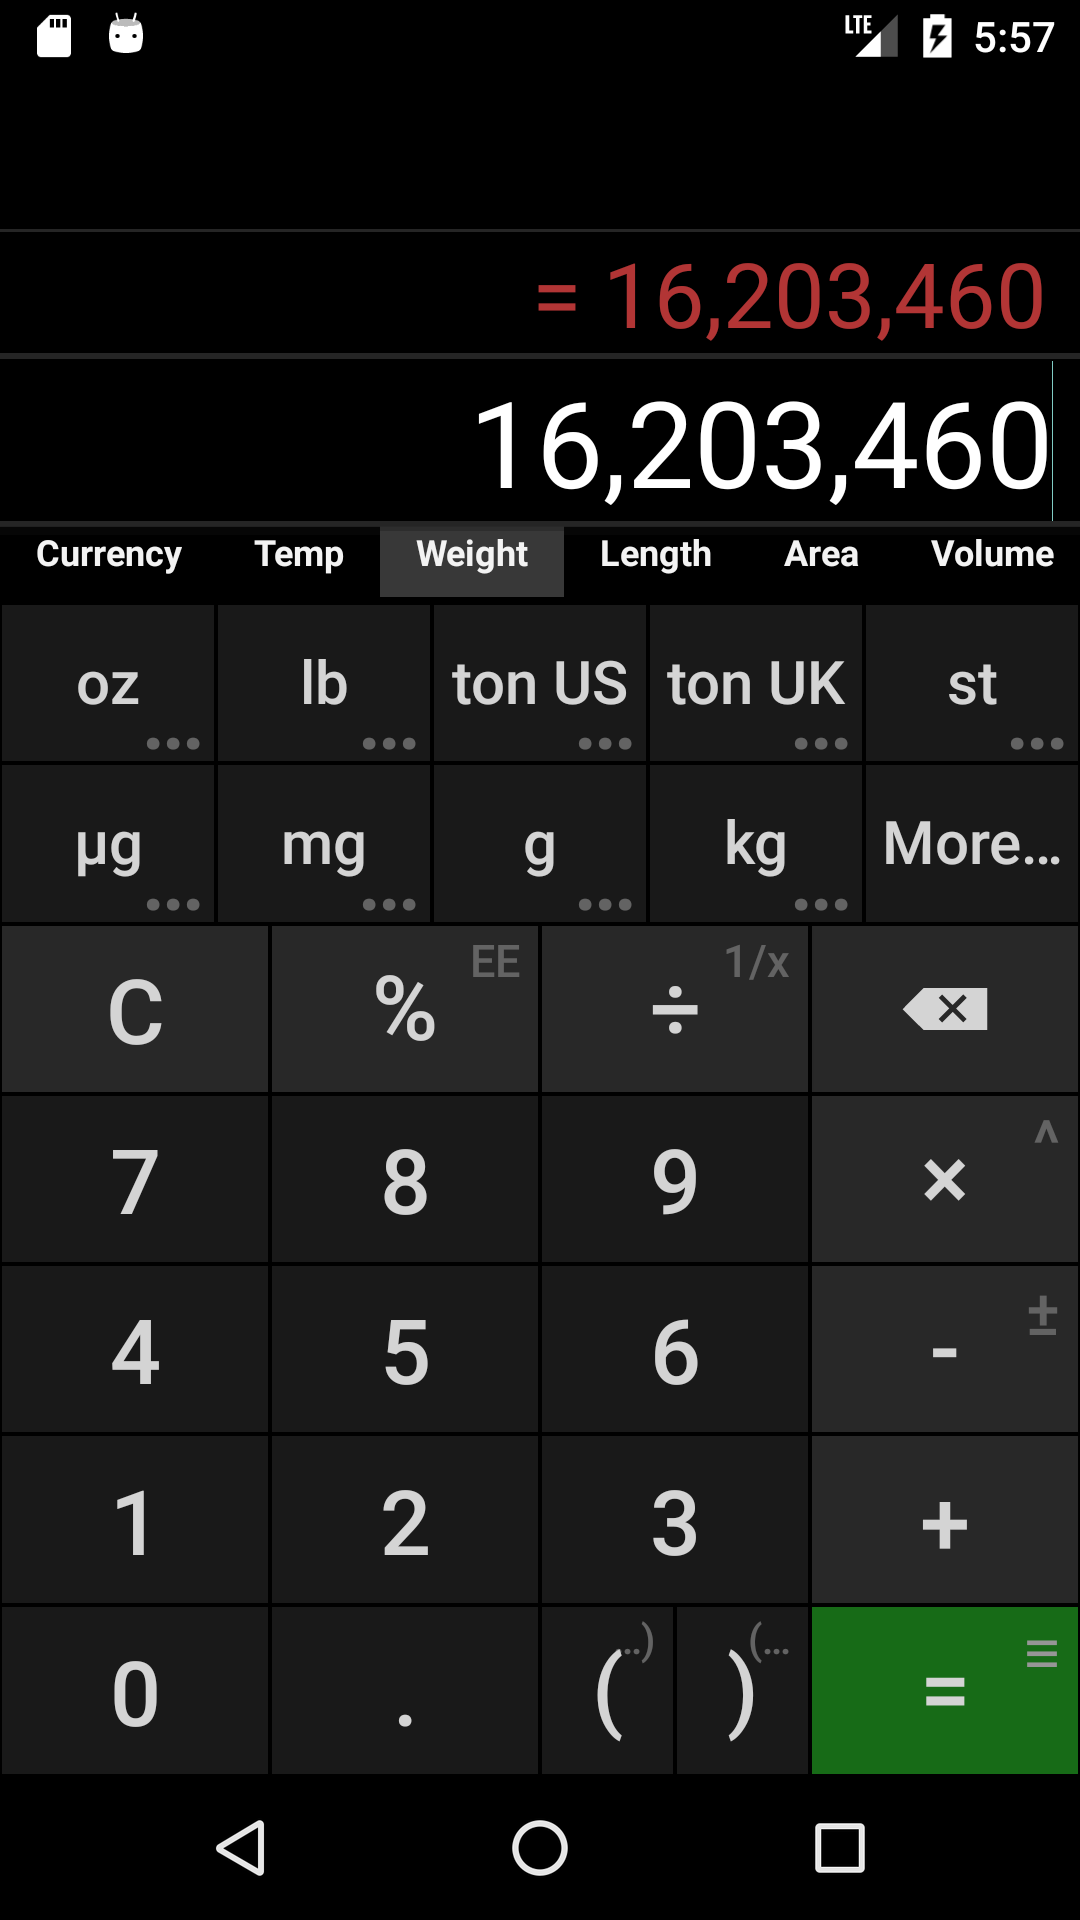 LTE 5:57
= 16,203,460
16,203,460
Currency Temp Weight Length Area Volume
oz lb ton US ton UK st
µg mg g kg More...
C % EE ÷ 1/x
7 8 9 × ^
4 5 6 - ±
1 2 3 +
0 . ( ..) ) (... =